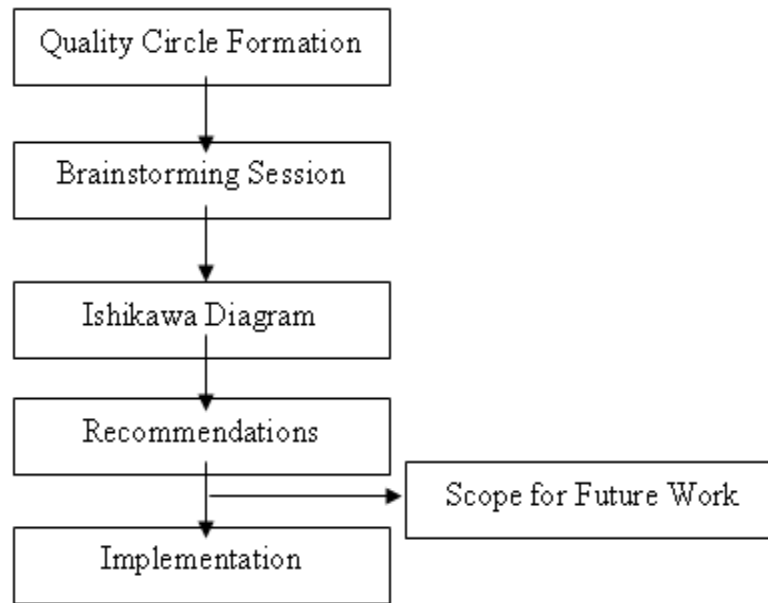 Quality Circle Formation
Brainstorming Session
Ishikawa Diagram
Recommendations
Scope for Future Work
Implementation